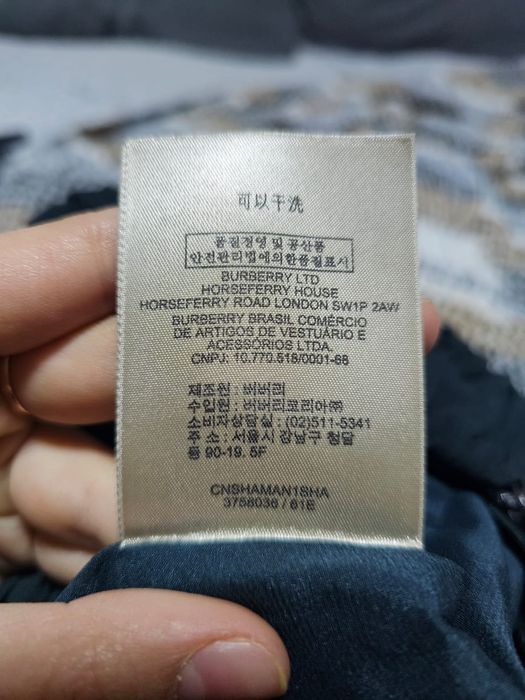 可以干洗
품질경영 및 공산품
안전관리법에의한품질표시
BURBERRY LTD
HORSEFERRY HOUSE
HORSEFERRY ROAD LONDON SW1P 2AW
BURBERRY BRASIL COMÉRCIO
DE ARTIGOS DE VESTUÁRIO E
ACESSÓRIOS LTDA.
CNPJ: 10.770.518/0001-66
제조원 : 버버리
수입원 : 버버리코리아㈜
소비자상담실 : (02)511-5341
주 소 : 서울시 강남구 청담
동 90-19. 5F
CNSHAMAN1SHA
3758036 / 61E